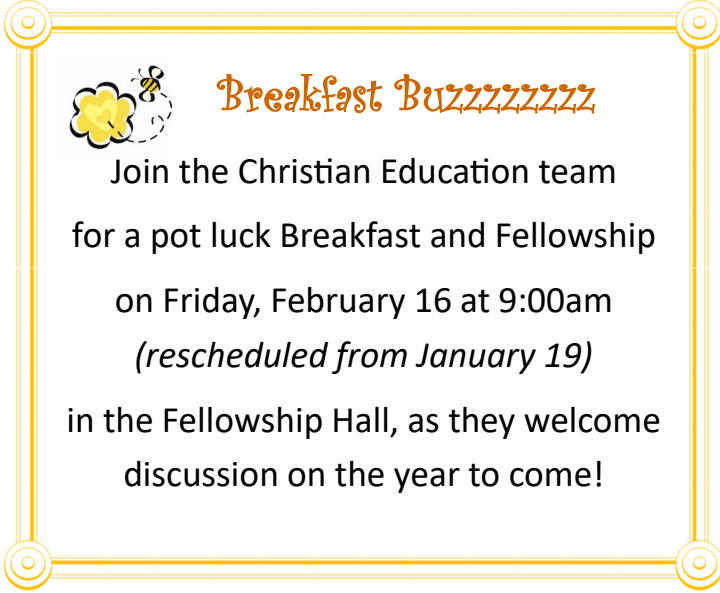 Breakfast Buzzzzzzzz
Join the Christian Education team
for a pot luck Breakfast and Fellowship
on Friday, February 16 at 9:00am
(rescheduled from January 19)
in the Fellowship Hall, as they welcome
discussion on the year to come!